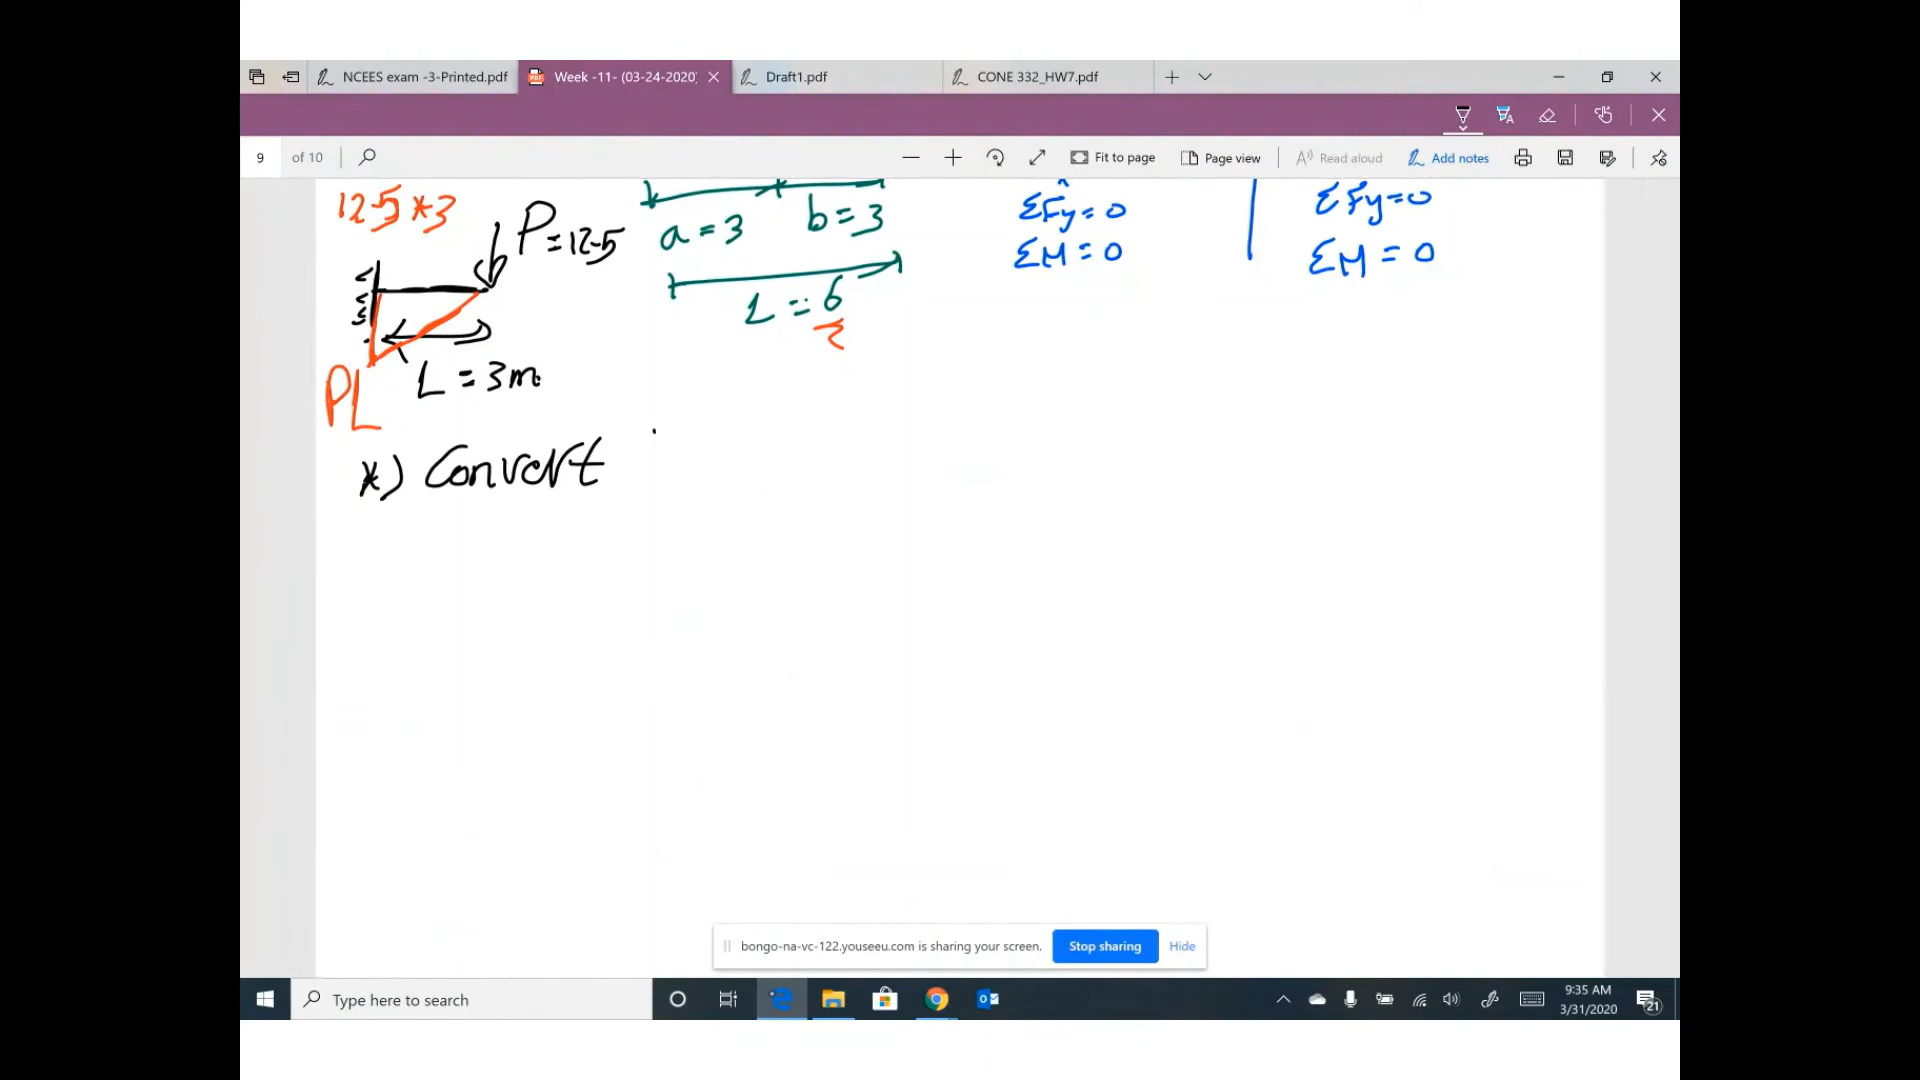 NCEES exam -3-Printed.pdf
Week -11- (03-24-2020)
Draft1.pdf
CONE 332_HW7.pdf
9 of 10
Fit to page
Page view
Read aloud
Add notes
12-5 * 3
P = 12-5
a = 3
b = 3
ΣFy = 0
ΣM = 0
ΣFy = 0
ΣM = 0
L = 6
2
PL
L = 3m
*) Convert
bongo-na-vc-122.youseeu.com is sharing your screen.
Stop sharing
Hide
Type here to search
9:35 AM
3/31/2020
21